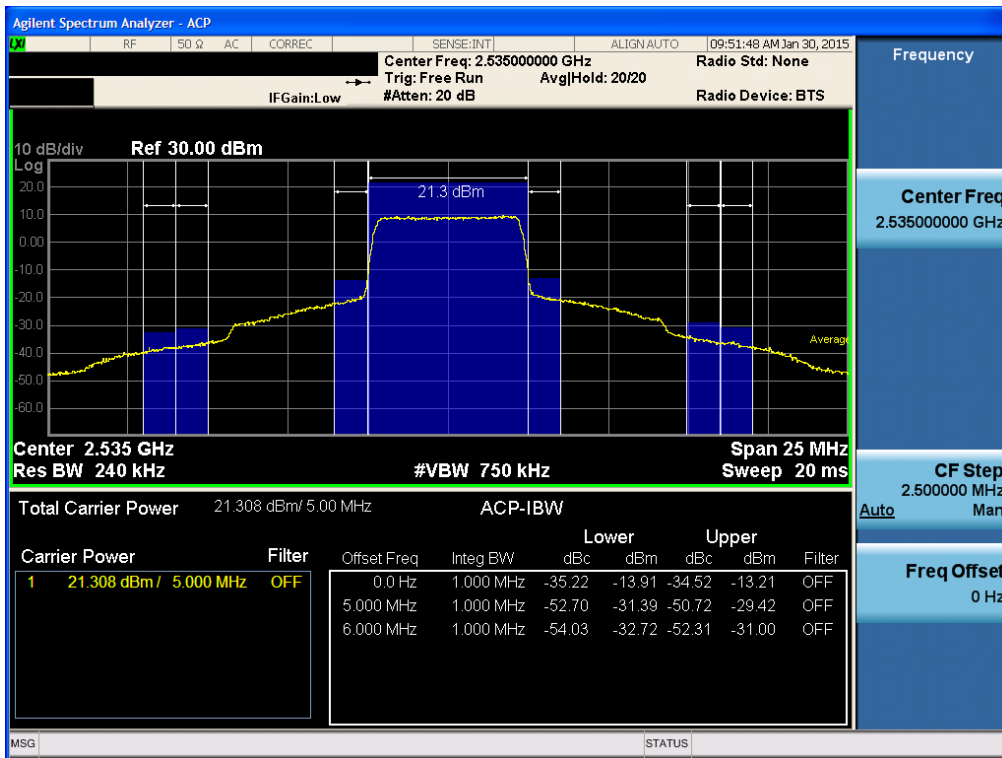 Agilent Spectrum Analyzer - ACP
LXI RF 50 Ω AC CORREC SENSE:INT ALIGN AUTO 09:51:48 AM Jan 30, 2015
Center Freq: 2.535000000 GHz Radio Std: None
Trig: Free Run Avg|Hold: 20/20
IFGain:Low #Atten: 20 dB Radio Device: BTS
10 dB/div Ref 30.00 dBm
Log
20.0
10.0
0.00
-10.0
-20.0
-30.0
-40.0
-50.0
-60.0
21.3 dBm
Average
Center 2.535 GHz Span 25 MHz
Res BW 240 kHz #VBW 750 kHz Sweep 20 ms
Total Carrier Power 21.308 dBm/ 5.00 MHz ACP-IBW
Lower Upper
Carrier Power Filter Offset Freq Integ BW dBc dBm dBc dBm Filter
1 21.308 dBm / 5.000 MHz OFF 0.0 Hz 1.000 MHz -35.22 -13.91 -34.52 -13.21 OFF
5.000 MHz 1.000 MHz -52.70 -31.39 -50.72 -29.42 OFF
6.000 MHz 1.000 MHz -54.03 -32.72 -52.31 -31.00 OFF
MSG STATUS
Frequency
Center Freq
2.535000000 GHz
CF Step
2.500000 MHz
Auto Man
Freq Offset
0 Hz